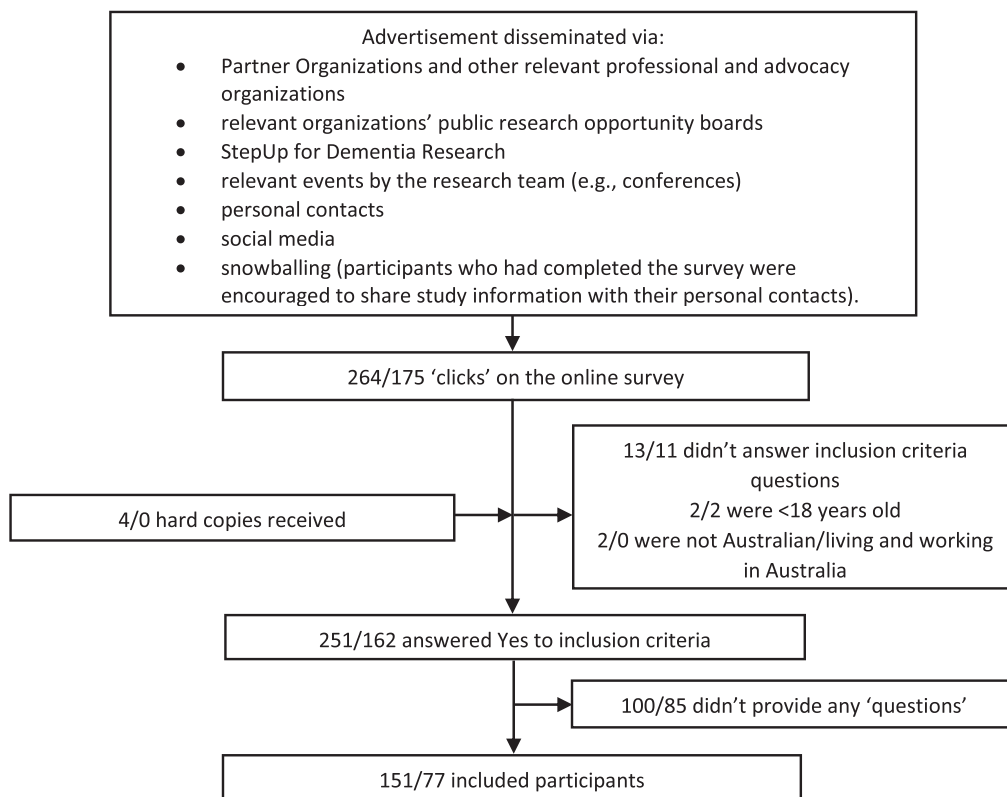 Advertisement disseminated via:
• Partner Organizations and other relevant professional and advocacy
organizations
• relevant organizations’ public research opportunity boards
• StepUp for Dementia Research
• relevant events by the research team (e.g., conferences)
• personal contacts
• social media
• snowballing (participants who had completed the survey were
encouraged to share study information with their personal contacts).
264/175 ‘clicks’ on the online survey
13/11 didn’t answer inclusion criteria
questions
2/2 were <18 years old
2/0 were not Australian/living and working
in Australia
4/0 hard copies received
251/162 answered Yes to inclusion criteria
100/85 didn’t provide any ‘questions’
151/77 included participants